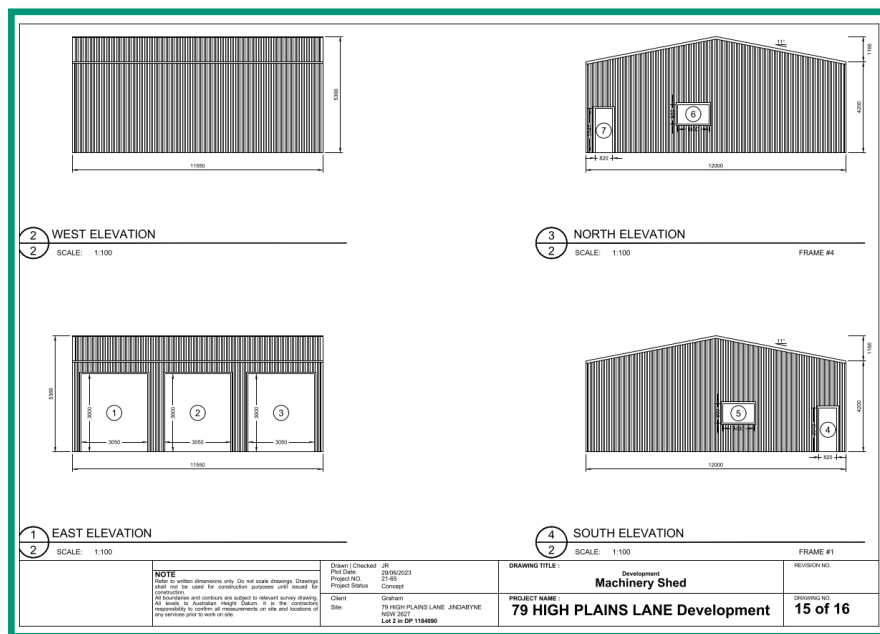 5366
11550
2
2
WEST ELEVATION
SCALE: 1:100
11°
1166
4200
6
7
820
12000
3
2
NORTH ELEVATION
SCALE: 1:100
FRAME #4
5366
3600
1
3600
2
3600
3
3050
3050
3050
11550
1
2
EAST ELEVATION
SCALE: 1:100
11°
1166
4200
5
4
820
12000
4
2
SOUTH ELEVATION
SCALE: 1:100
FRAME #1
NOTE
Refer to written dimensions only. Do not scale drawings. Drawings
shall not be used for construction purposes until issued for
construction.
All boundaries and contours are subject to relevant survey drawing.
All levels to Australian Height Datum. It is the contractors
responsibility to confirm all measurements on site and locations of
any services prior to work on site.
Drawn | Checked JR
Plot Date: 29/06/2023
Project NO. 21-65
Project Status Concept
Client Graham
Site: 79 HIGH PLAINS LANE JINDABYNE
NSW 2627
Lot 2 in DP 1184090
DRAWING TITLE :
Development
Machinery Shed
PROJECT NAME :
79 HIGH PLAINS LANE Development
REVISION NO.
DRAWING NO.
15 of 16